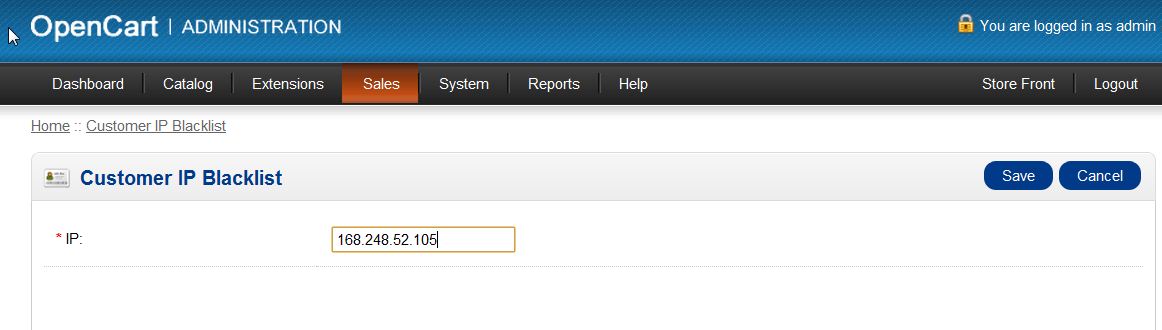 OpenCart | ADMINISTRATION
You are logged in as admin
Dashboard Catalog Extensions Sales System Reports Help Store Front Logout
Home :: Customer IP Blacklist
Customer IP Blacklist Save Cancel
* IP: 168.248.52.105